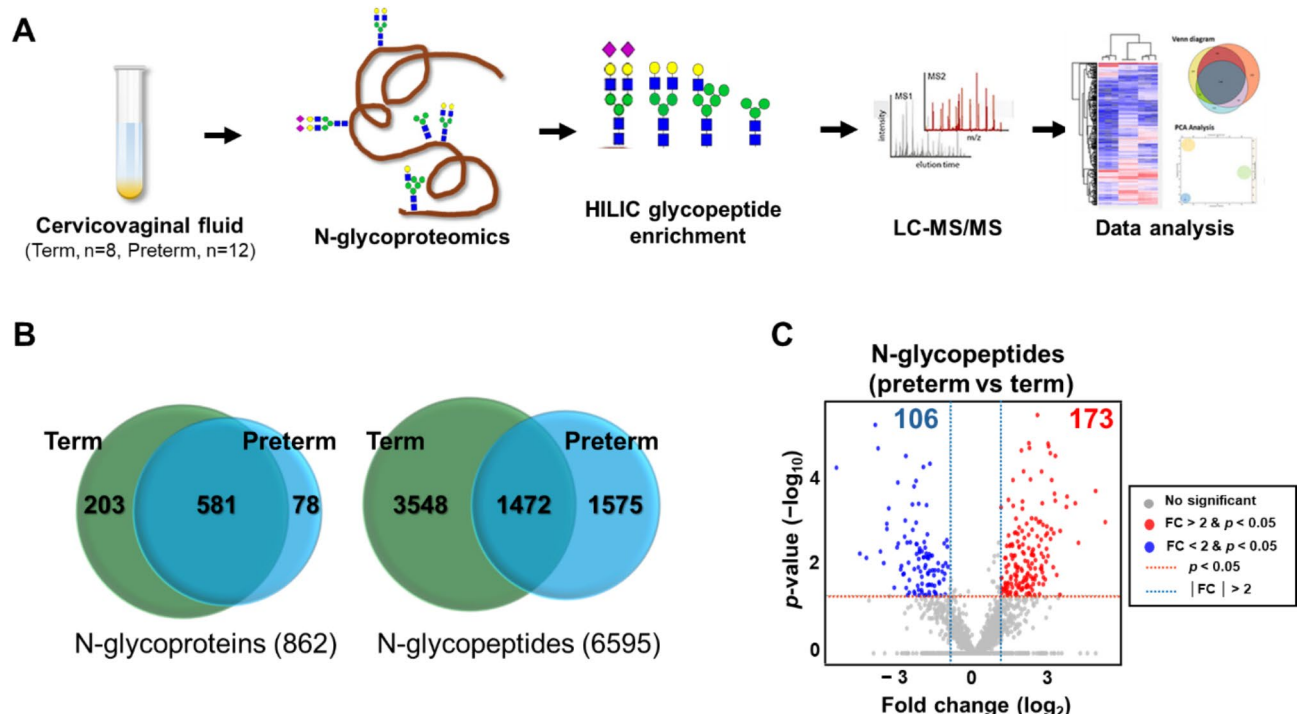 A
Cervicovaginal fluid
(Term, n=8, Preterm, n=12)
N-glycoproteomics
HILIC glycopeptide
enrichment
MS2
MS1
intensity
m/z
elution time
LC-MS/MS
Venn diagram
PCA Analysis
Data analysis
B
Term
Preterm
203
581
78
N-glycoproteins (862)
Term
Preterm
3548
1472
1575
N-glycopeptides (6595)
C
N-glycopeptides
(preterm vs term)
106
173
p-value (−log10)
4
2
1
0
− 3
0
3
Fold change (log2)
No significant
FC > 2 & p < 0.05
FC < 2 & p < 0.05
p < 0.05
|FC| > 2